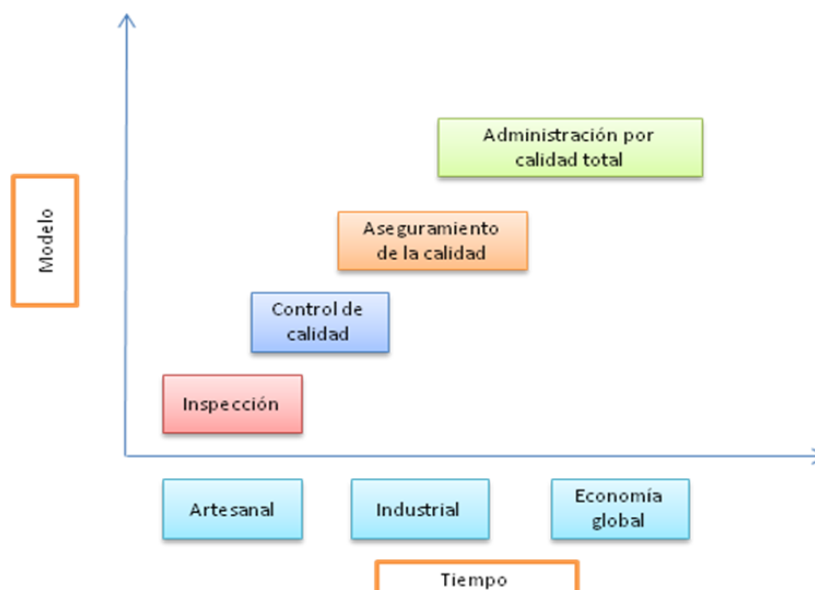 Administración por
calidad total
Modelo
Aseguramiento
de la calidad
Control de
calidad
Inspección
Artesanal
Industrial
Economía
global
Tiempo